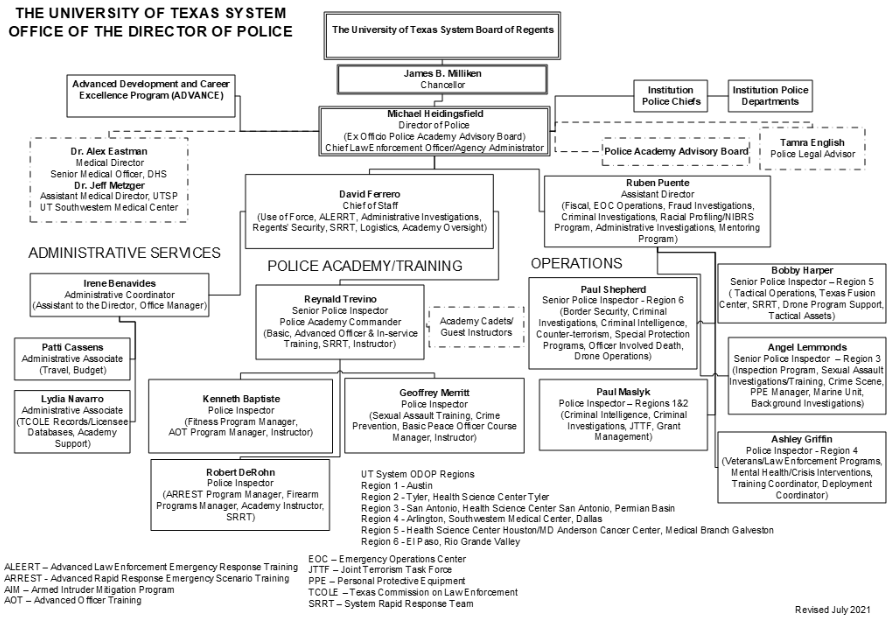 THE UNIVERSITY OF TEXAS SYSTEM
OFFICE OF THE DIRECTOR OF POLICE
The University of Texas System Board of Regents
James B. Milliken
Chancellor
Advanced Development and Career
Excellence Program (ADVANCE)
Michael Heidingsfield
Director of Police
(Ex Officio Police Academy Advisory Board)
Chief Law Enforcement Officer/Agency Administrator
Institution
Police Chiefs
Institution Police
Departments
Dr. Alex Eastman
Medical Director
Senior Medical Officer, DHS
Dr. Jeff Metzger
Assistant Medical Director, UTSP
UT Southwestern Medical Center
Police Academy Advisory Board
Tamra English
Police Legal Advisor
David Ferrero
Chief of Staff
(Use of Force, ALERRT, Administrative Investigations,
Regents' Security, SRRT, Logistics, Academy Oversight)
Ruben Puente
Assistant Director
(Fiscal, EOC Operations, Fraud Investigations,
Criminal Investigations, Racial Profiling/NIBRS
Program, Administrative Investigations, Mentoring
Program)
ADMINISTRATIVE SERVICES
POLICE ACADEMY/TRAINING
OPERATIONS
Irene Benavides
Administrative Coordinator
(Assistant to the Director, Office Manager)
Patti Cassens
Administrative Associate
(Travel, Budget)
Lydia Navarro
Administrative Associate
(TCOLE Records/Licensee
Databases, Academy
Support)
Reynald Trevino
Senior Police Inspector
Police Academy Commander
(Basic, Advanced Officer & In-service
Training, SRRT, Instructor)
Academy Cadets/
Guest Instructors
Kenneth Baptiste
Police Inspector
(Fitness Program Manager,
AOT Program Manager, Instructor)
Geoffrey Merritt
Police Inspector
(Sexual Assault Training, Crime
Prevention, Basic Peace Officer Course
Manager, Instructor)
Robert DeRohn
Police Inspector
(ARREST Program Manager, Firearm
Programs Manager, Academy Instructor,
SRRT)
Paul Shepherd
Senior Police Inspector - Region 6
(Border Security, Criminal
Investigations, Criminal Intelligence,
Counter-terrorism, Special Protection
Programs, Officer Involved Death,
Drone Operations)
Paul Maslyk
Police Inspector – Regions 1&2
(Criminal Intelligence, Criminal
Investigations, JTTF, Grant
Management)
Bobby Harper
Senior Police Inspector – Region 5
( Tactical Operations, Texas Fusion
Center, SRRT, Drone Program Support,
Tactical Assets)
Angel Lemmonds
Senior Police Inspector – Region 3
(Inspection Program, Sexual Assault
Investigations/Training, Crime Scene,
PPE Manager, Marine Unit,
Background Investigations)
Ashley Griffin
Police Inspector - Region 4
(Veterans/Law Enforcement Programs,
Mental Health/Crisis Interventions,
Training Coordinator, Deployment
Coordinator)
UT System ODOP Regions
Region 1 - Austin
Region 2 - Tyler, Health Science Center Tyler
Region 3 - San Antonio, Health Science Center San Antonio, Permian Basin
Region 4 - Arlington, Southwestern Medical Center, Dallas
Region 5 - Health Science Center Houston/MD Anderson Cancer Center, Medical Branch Galveston
Region 6 - El Paso, Rio Grande Valley
ALEERT – Advanced Law Enforcement Emergency Response Training
ARREST – Advanced Rapid Response Emergency Scenario Training
AIM – Armed Intruder Mitigation Program
AOT – Advanced Officer Training
EOC – Emergency Operations Center
JTTF – Joint Terrorism Task Force
PPE – Personal Protective Equipment
TCOLE – Texas Commission on Law Enforcement
SRRT – System Rapid Response Team
Revised July 2021